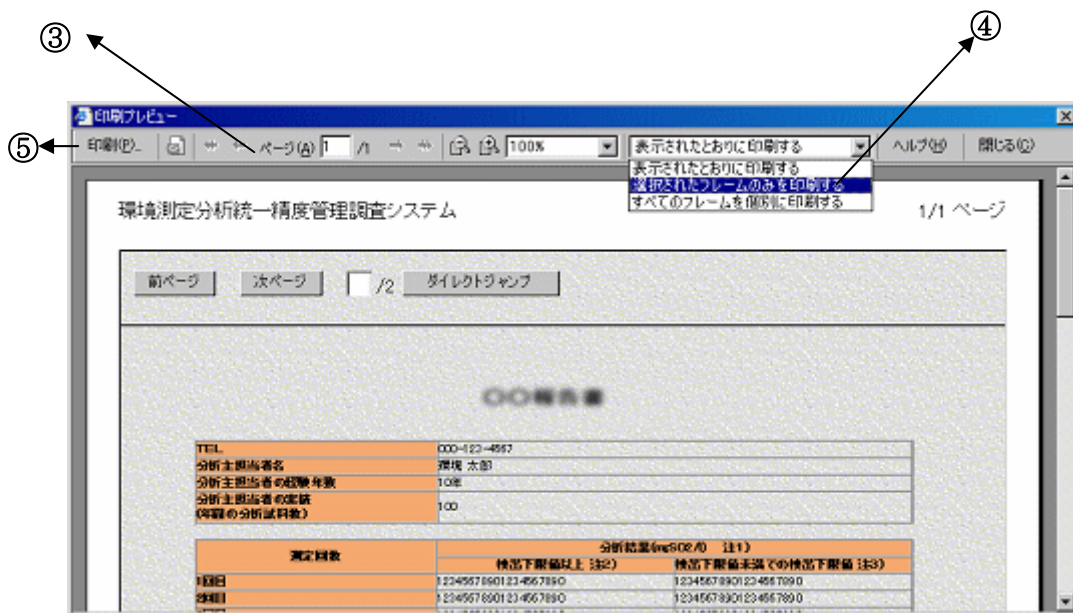 ③
④
印刷プレビュー
⑤
印刷(P)... ページ(A) 1 /1 100% 表示されたとおりに印刷する ヘルプ(H) 閉じる(C)
表示されたとおりに印刷する
選択されたフレームのみを印刷する
すべてのフレームを個別に印刷する
環境測定分析統一精度管理調査システム 1/1 ページ
前ページ 次ページ /2 ダイレクトジャンプ
〇〇報告書
TEL 000-123-4567
分析主担当者名 環境 太郎
分析主担当者の経験年数 10年
分析主担当者の実績
(年間の分析試料数) 100
測定回数 分析結果(mgSO2/l) 注1)
検出下限値以上 注2) 検出下限値未満での検出下限値 注3)
1回目 12345678901234567890 12345678901234567890
2回目 12345678901234567890 12345678901234567890